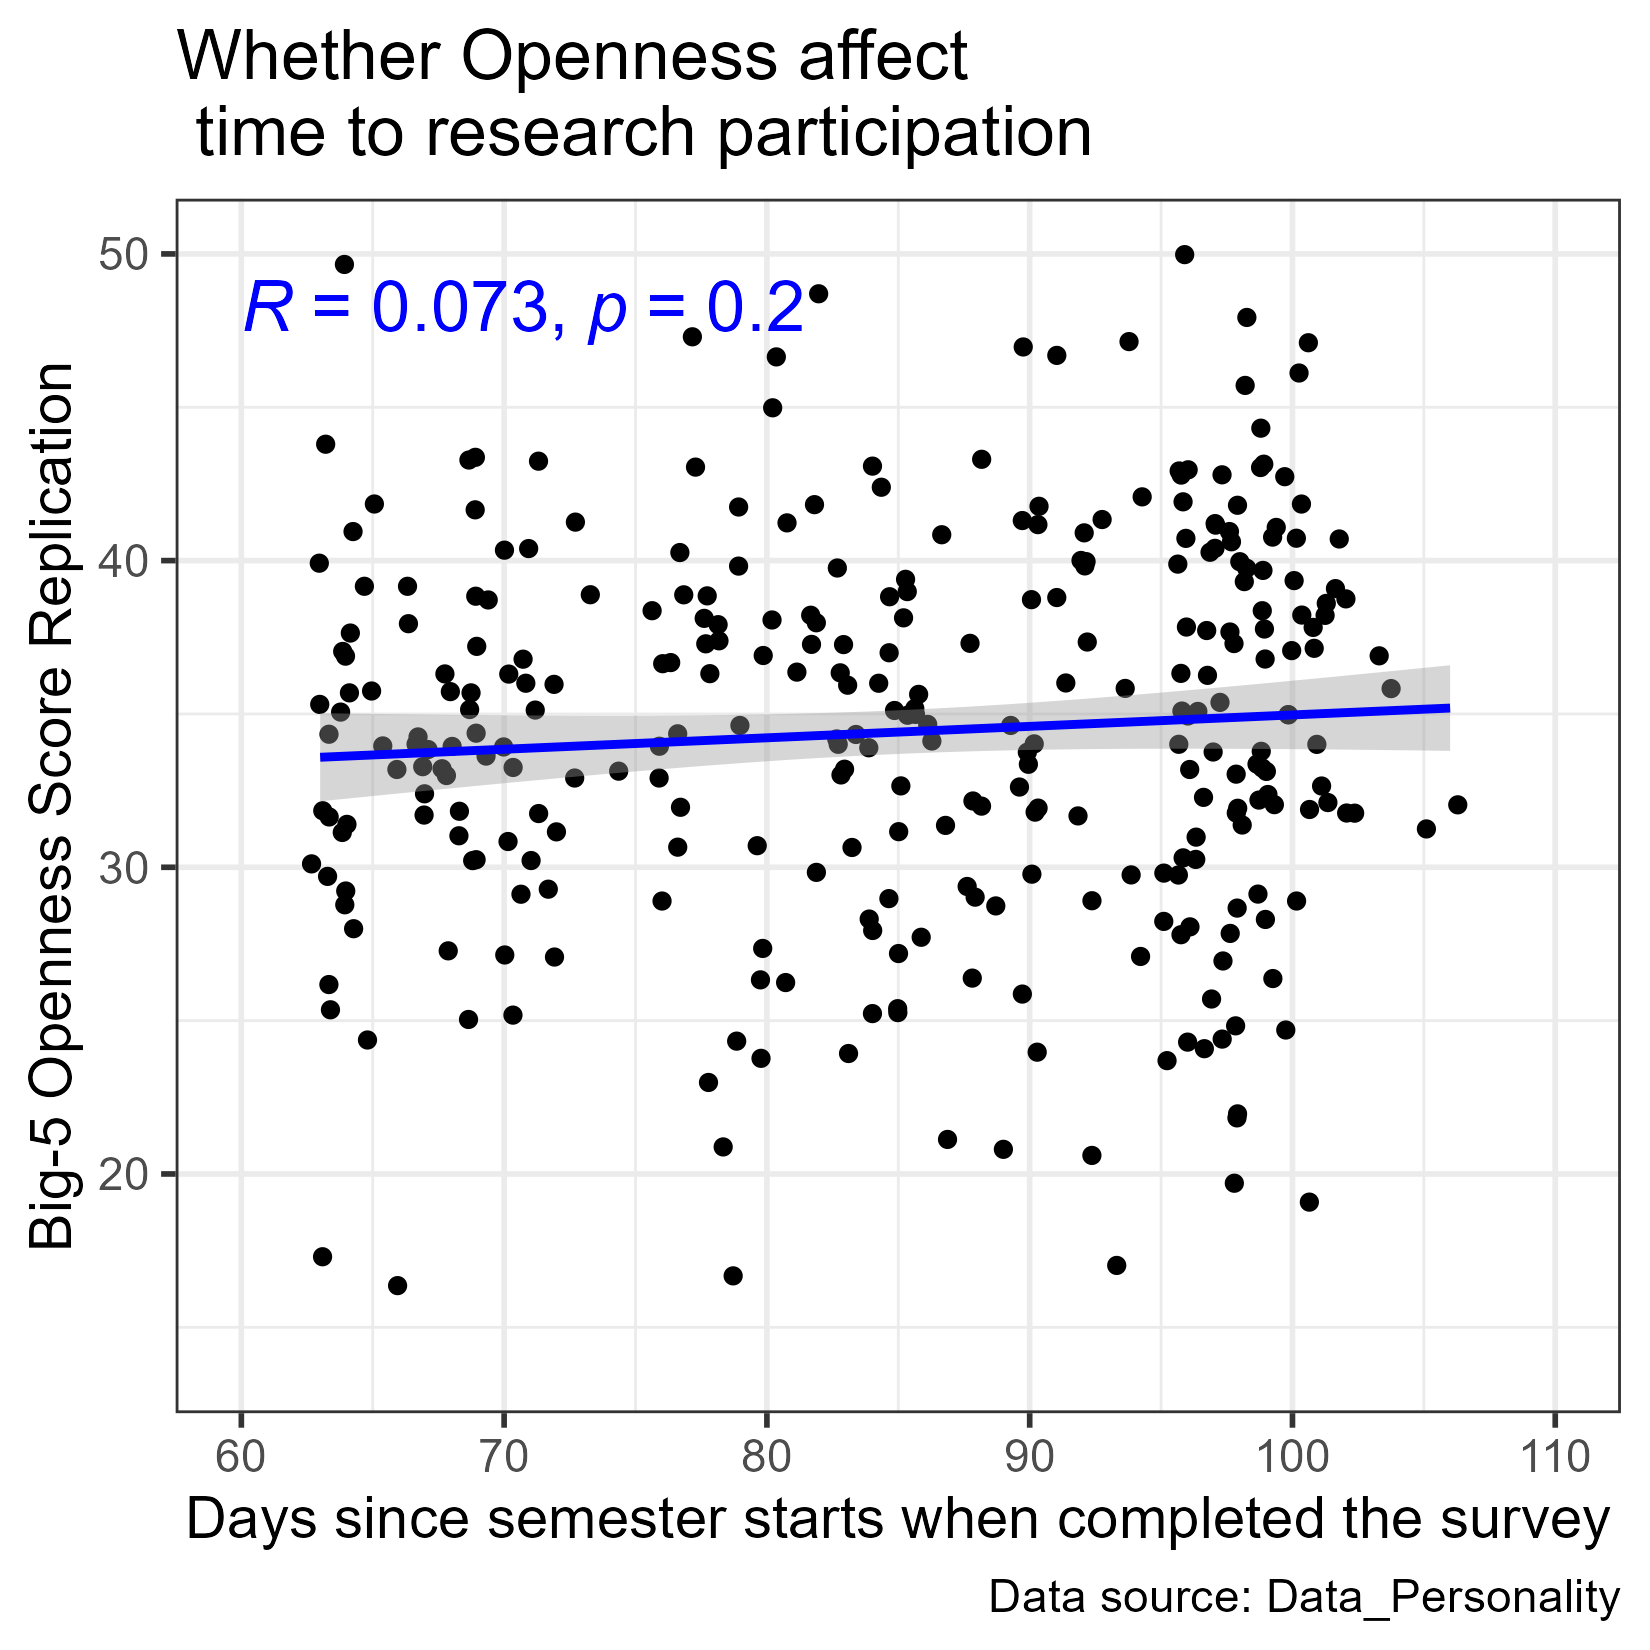 Whether Openness affect
time to research participation
R = 0.073, p = 0.2
Big-5 Openness Score Replication
50
40
30
20
60 70 80 90 100 110
Days since semester starts when completed the survey
Data source: Data_Personality